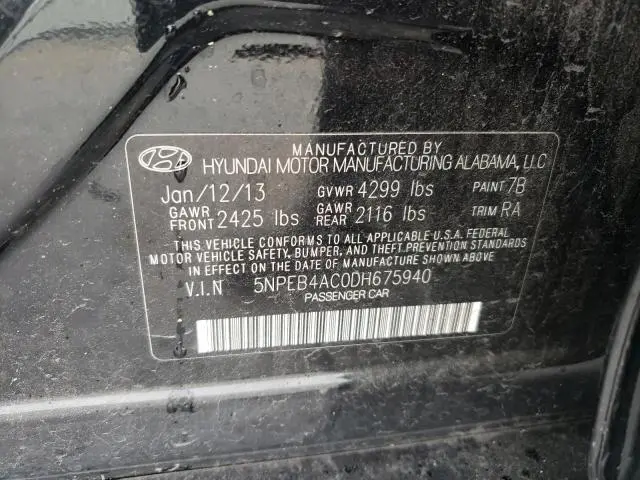 MANUFACTURED BY
HYUNDAI MOTOR MANUFACTURING ALABAMA, LLC
Jan/12/13 GVWR 4299 lbs PAINT 7B
GAWR FRONT 2425 lbs GAWR REAR 2116 lbs TRIM RA
THIS VEHICLE CONFORMS TO ALL APPLICABLE U.S.A. FEDERAL
MOTOR VEHICLE SAFETY, BUMPER, AND THEFT PREVENTION STANDARDS
IN EFFECT ON THE DATE OF MANUFACTURE SHOWN ABOVE.
V.I.N 5NPEB4AC0DH675940
PASSENGER CAR